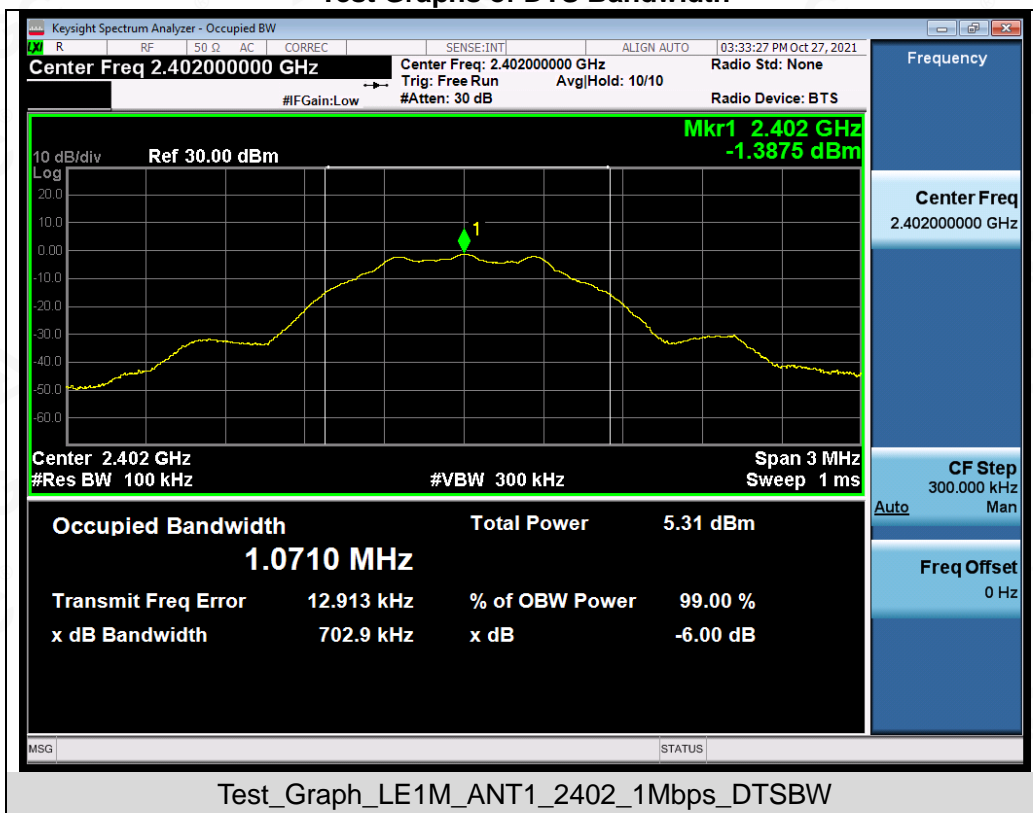 Test Graphs of DTS Bandwidth
Keysight Spectrum Analyzer - Occupied BW
LXI R RF 50 Ω AC CORREC SENSE:INT ALIGN AUTO 03:33:27 PM Oct 27, 2021
Center Freq 2.402000000 GHz
Center Freq: 2.402000000 GHz
Radio Std: None
Trig: Free Run Avg|Hold: 10/10
#IFGain:Low
#Atten: 30 dB
Radio Device: BTS
Frequency
Mkr1 2.402 GHz
-1.3875 dBm
10 dB/div Ref 30.00 dBm
Log
20.0
10.0
0.00
-10.0
-20.0
-30.0
-40.0
-50.0
-60.0
1
Center 2.402 GHz Span 3 MHz
#Res BW 100 kHz #VBW 300 kHz Sweep 1 ms
Occupied Bandwidth Total Power 5.31 dBm
1.0710 MHz
Transmit Freq Error 12.913 kHz % of OBW Power 99.00 %
x dB Bandwidth 702.9 kHz x dB -6.00 dB
Center Freq
2.402000000 GHz
CF Step
300.000 kHz
Auto Man
Freq Offset
0 Hz
MSG STATUS
Test_Graph_LE1M_ANT1_2402_1Mbps_DTSBW